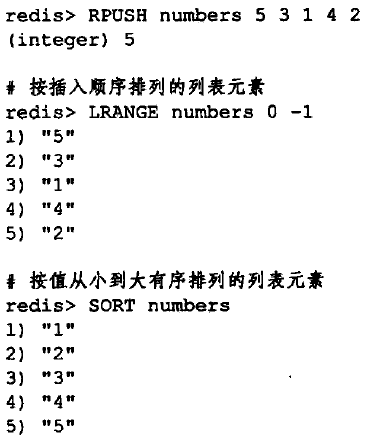 redis> RPUSH numbers 5 3 1 4 2
(integer) 5
# 按插入顺序排列的列表元素
redis> LRANGE numbers 0 -1
1) "5"
2) "3"
3) "1"
4) "4"
5) "2"
# 按值从小到大有序排列的列表元素
redis> SORT numbers
1) "1"
2) "2"
3) "3"
4) "4"
5) "5"